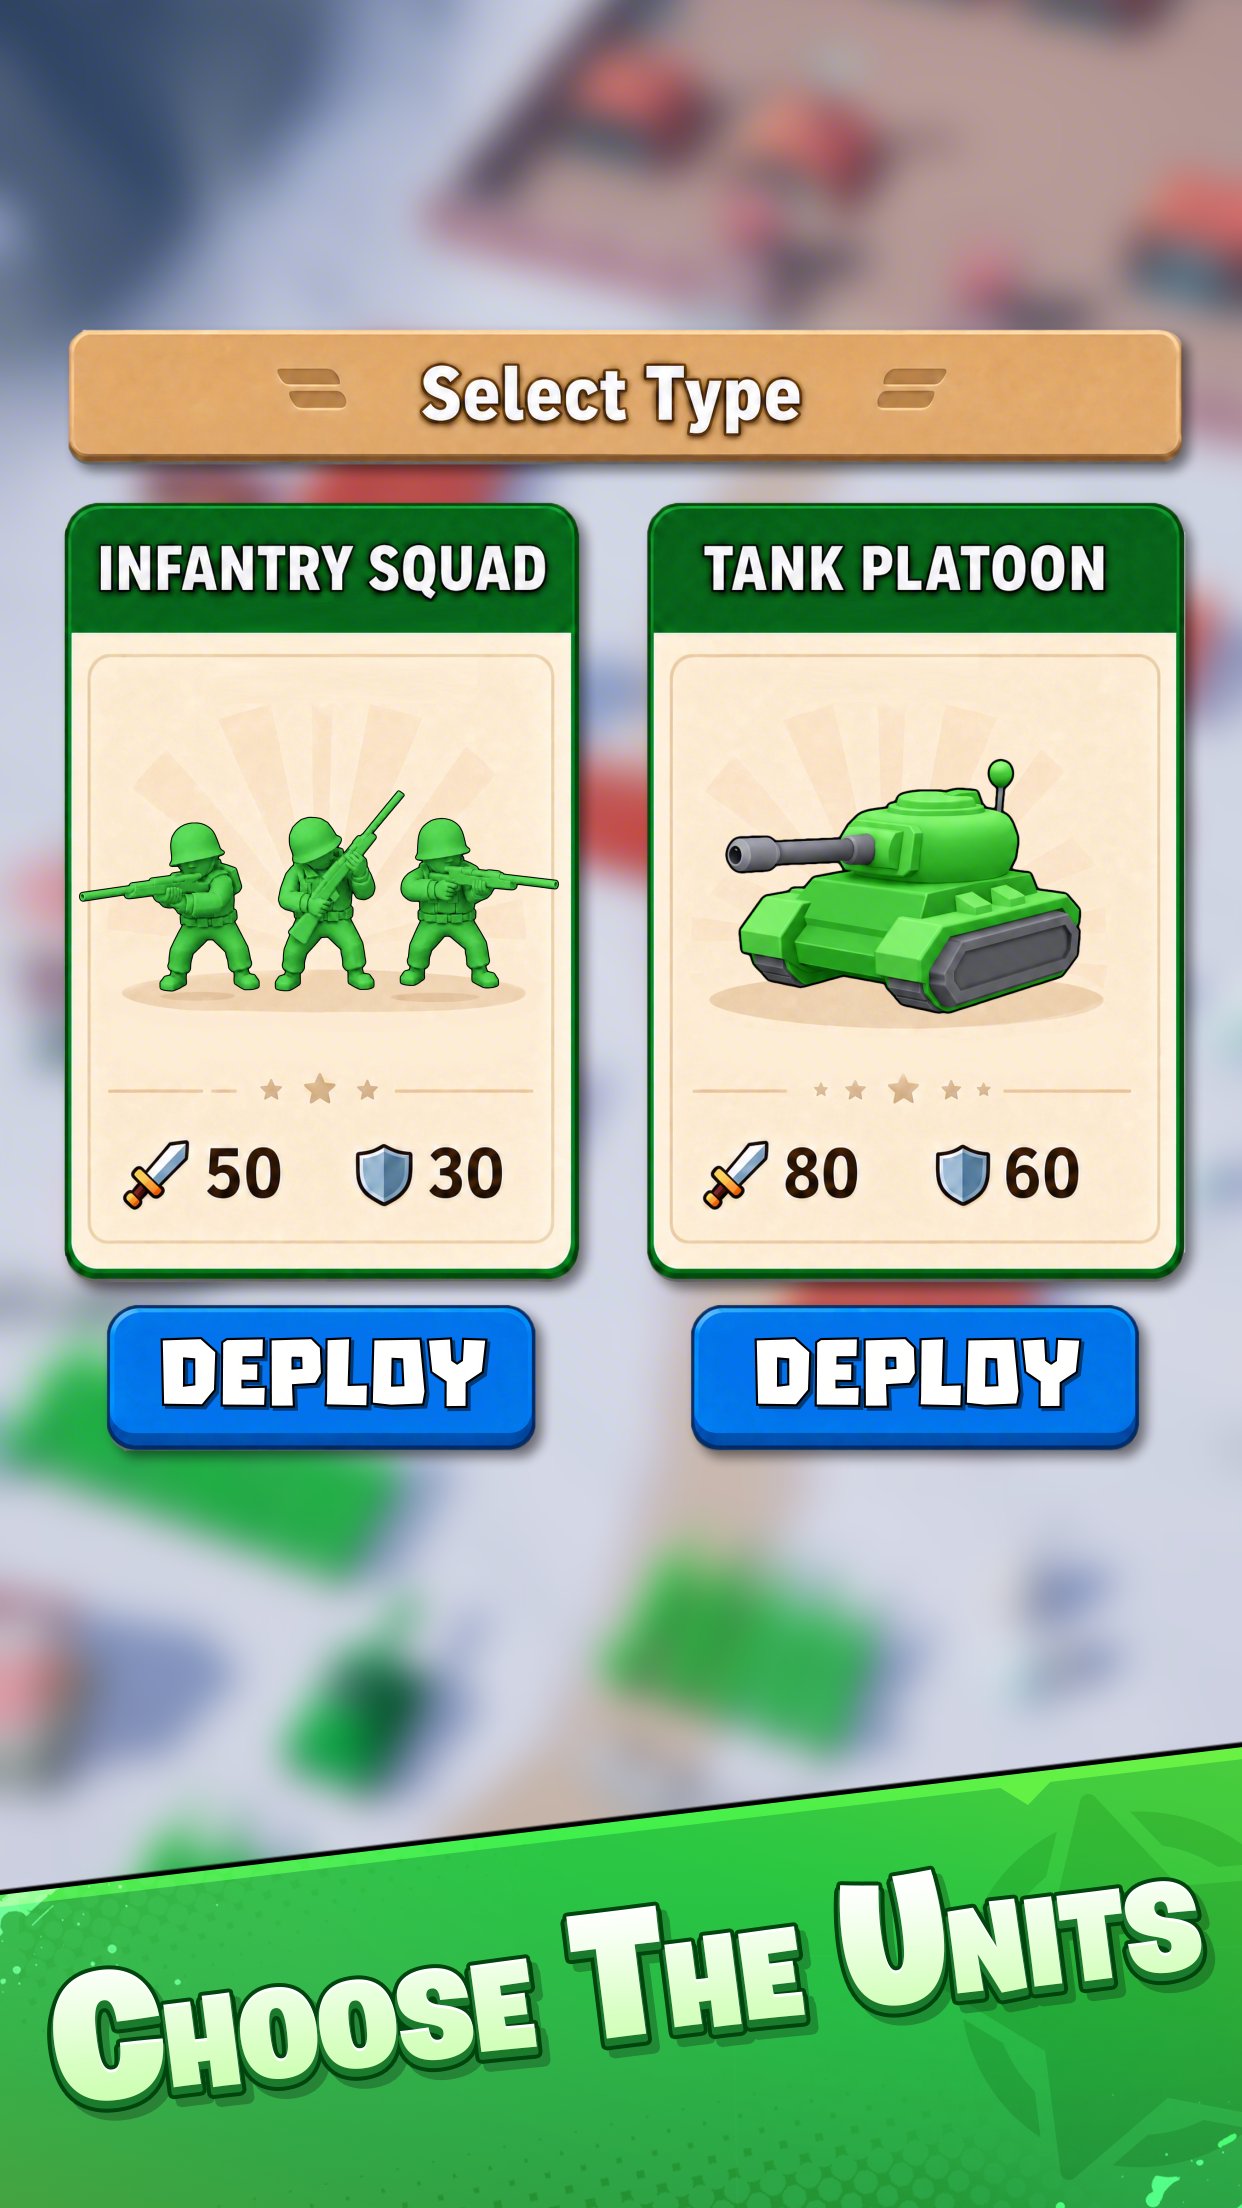 Select Type
INFANTRY SQUAD
TANK PLATOON
50 30
80 60
DEPLOY
DEPLOY
CHOOSE THE UNITS